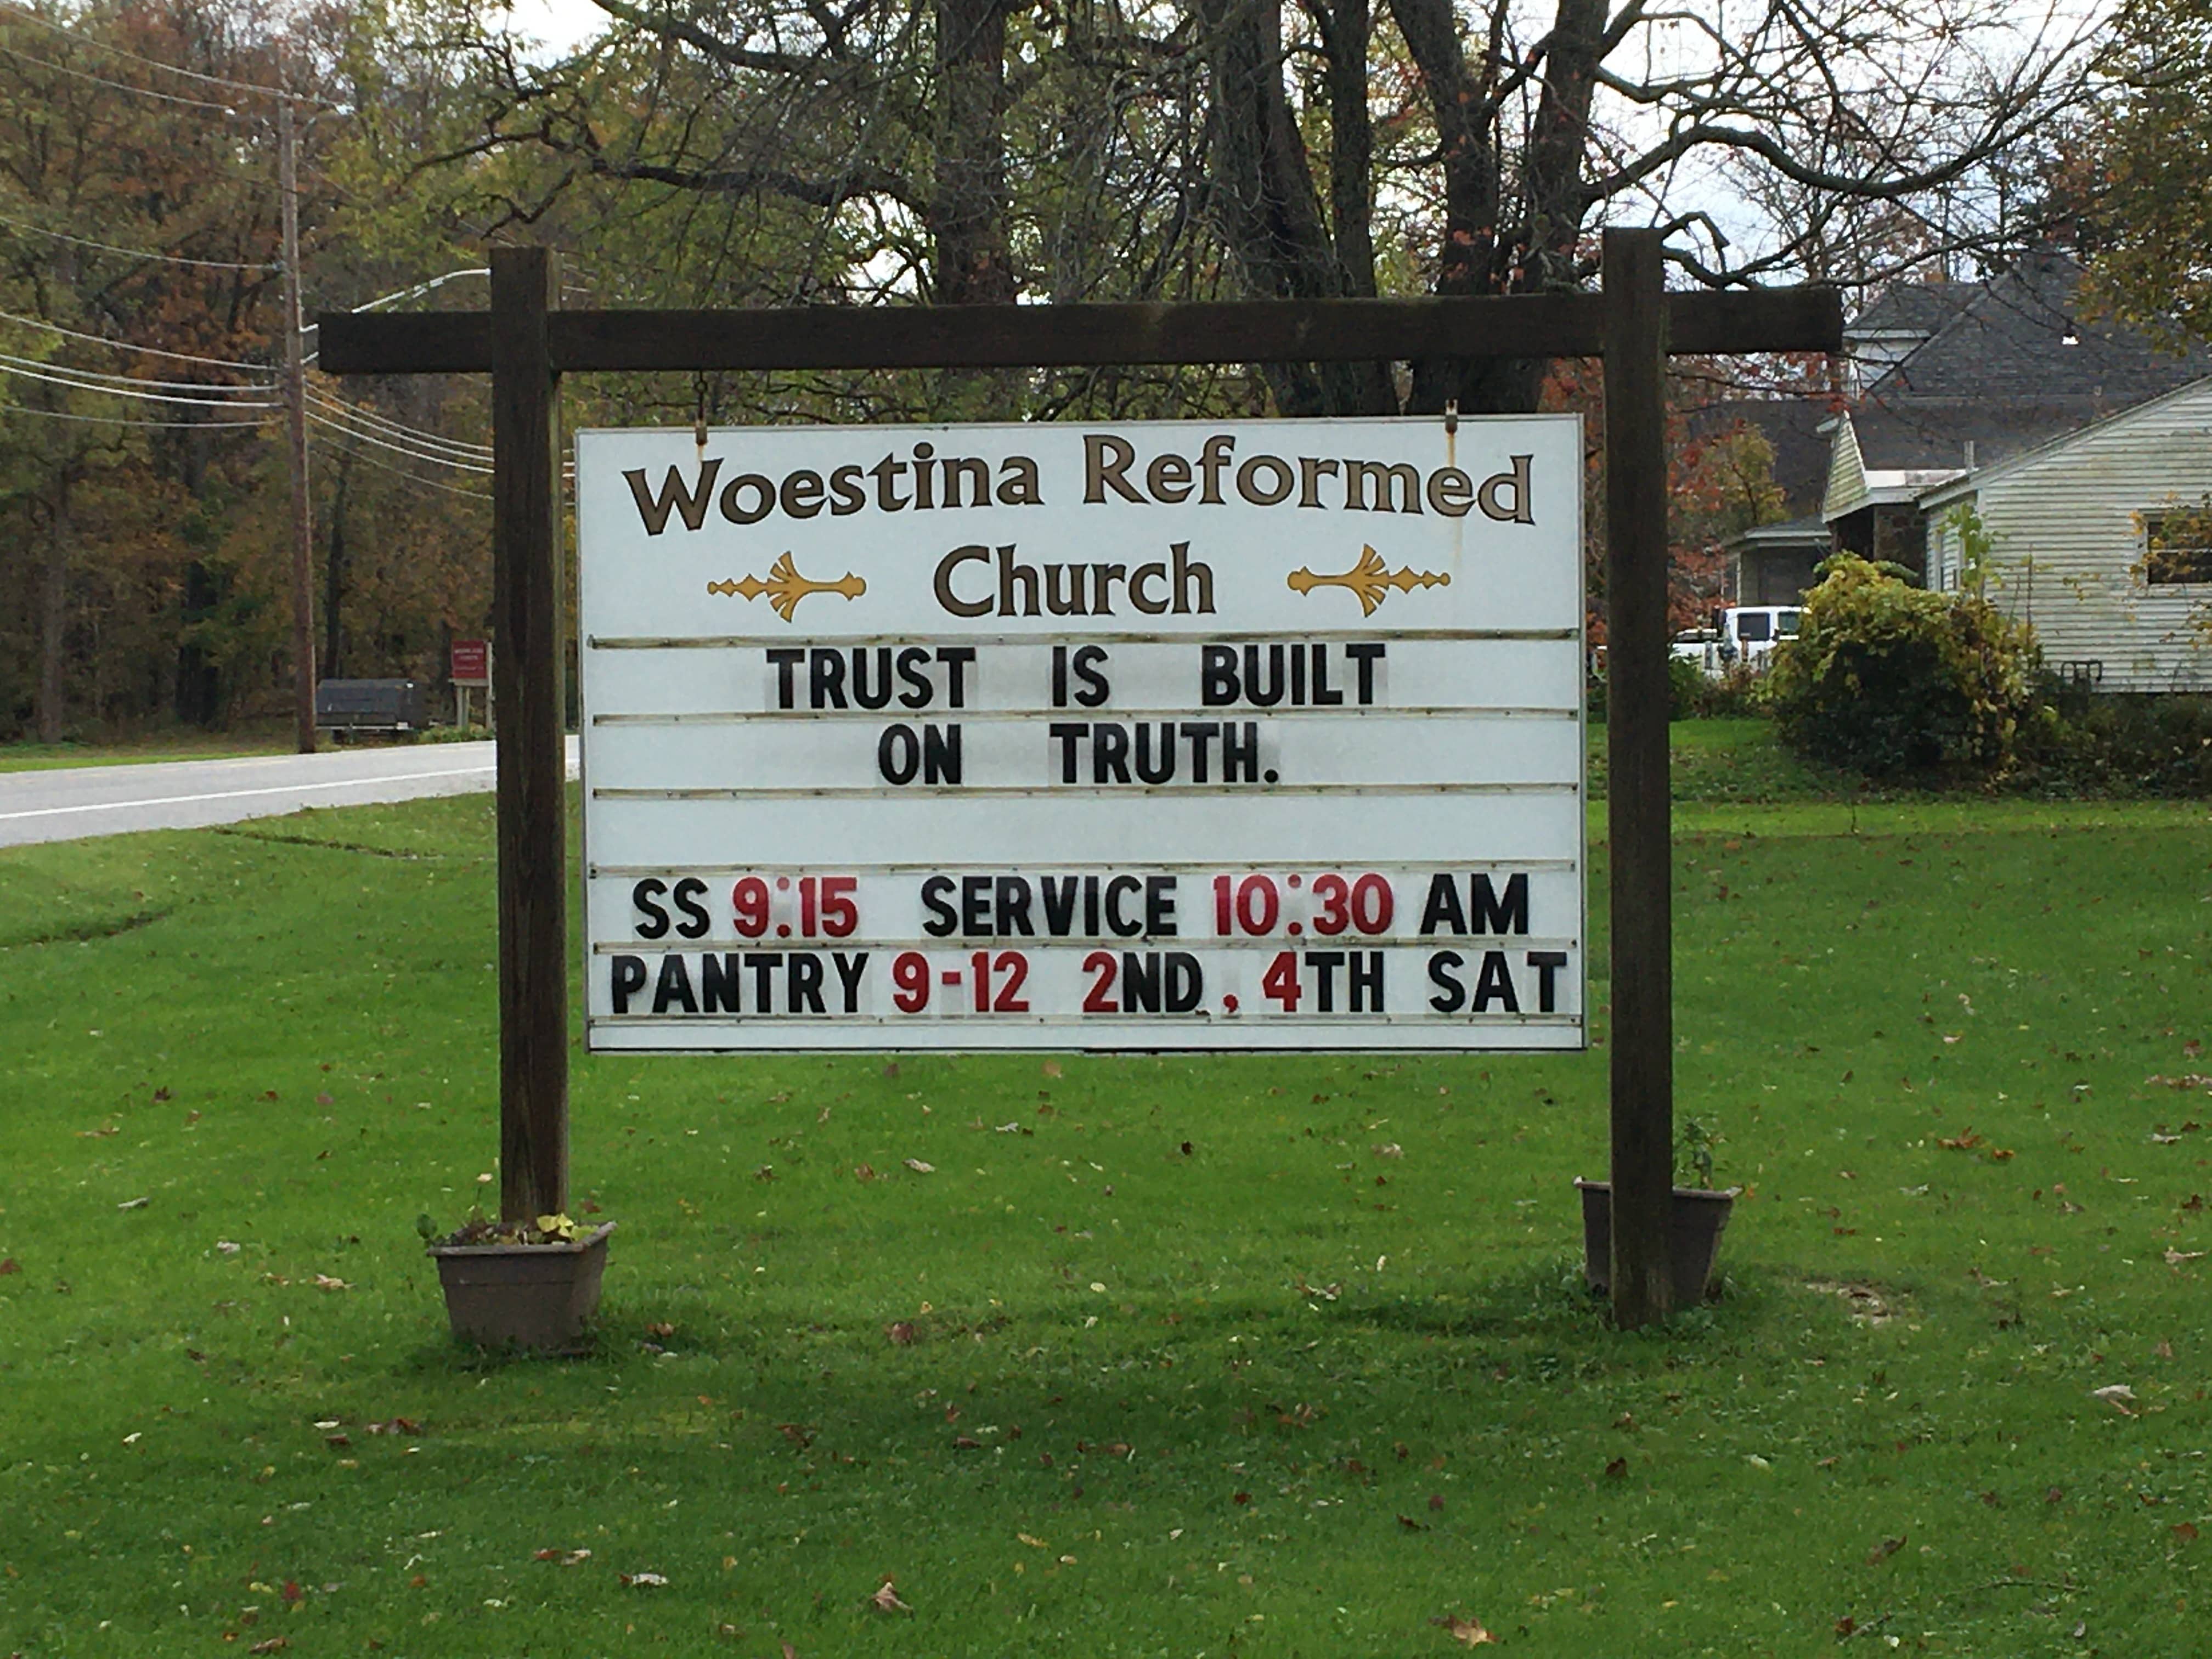 Woestina Reformed
Church
TRUST IS BUILT
ON TRUTH.
SS 9:15 SERVICE 10:30 AM
PANTRY 9-12 2ND, 4TH SAT